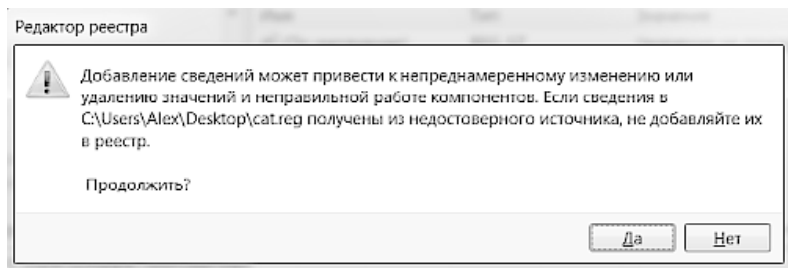 Редактор реестра
Добавление сведений может привести к непреднамеренному изменению или
удалению значений и неправильной работе компонентов. Если сведения в
C:\Users\Alex\Desktop\cat.reg получены из недостоверного источника, не добавляйте их
в реестр.
Продолжить?
Да
Нет